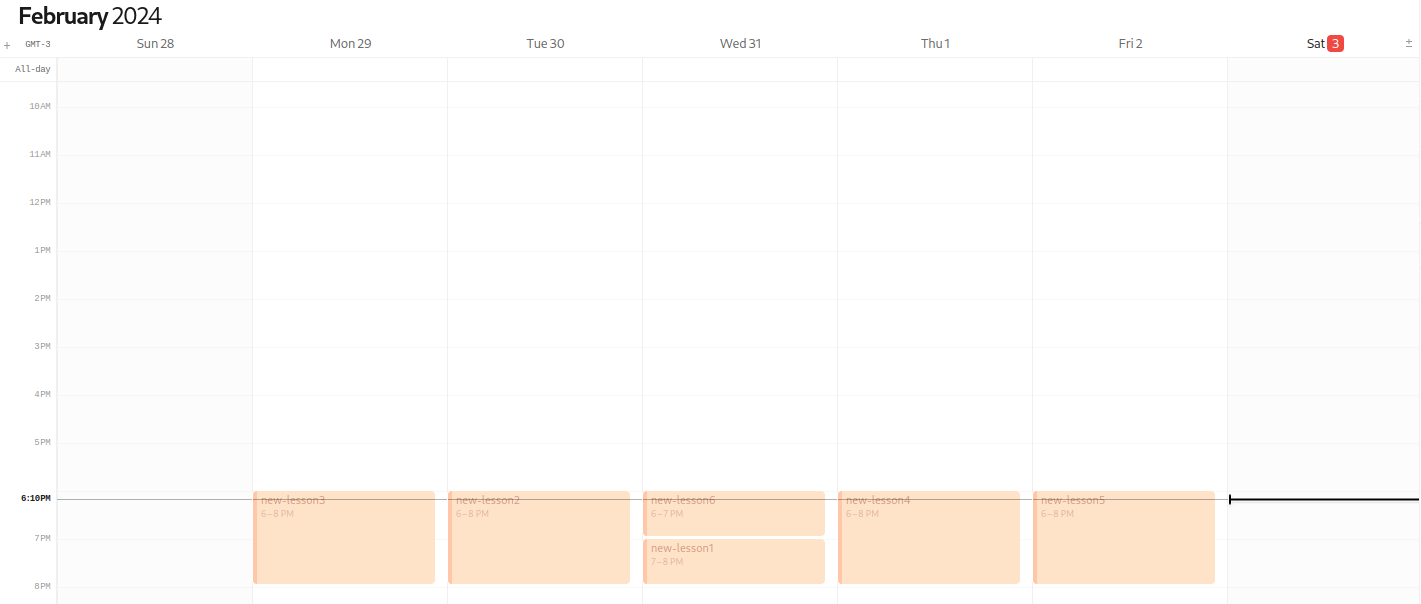 February 2024
+ GMT-3 Sun 28 Mon 29 Tue 30 Wed 31 Thu 1 Fri 2 Sat 3 ±
All-day
10AM
11AM
12PM
1PM
2PM
3PM
4PM
5PM
6:10PM
new-lesson3 new-lesson2 new-lesson6 new-lesson4 new-lesson5
6–8 PM 6–8 PM 6–7 PM 6–8 PM 6–8 PM
7PM
new-lesson1
7–8 PM
8PM